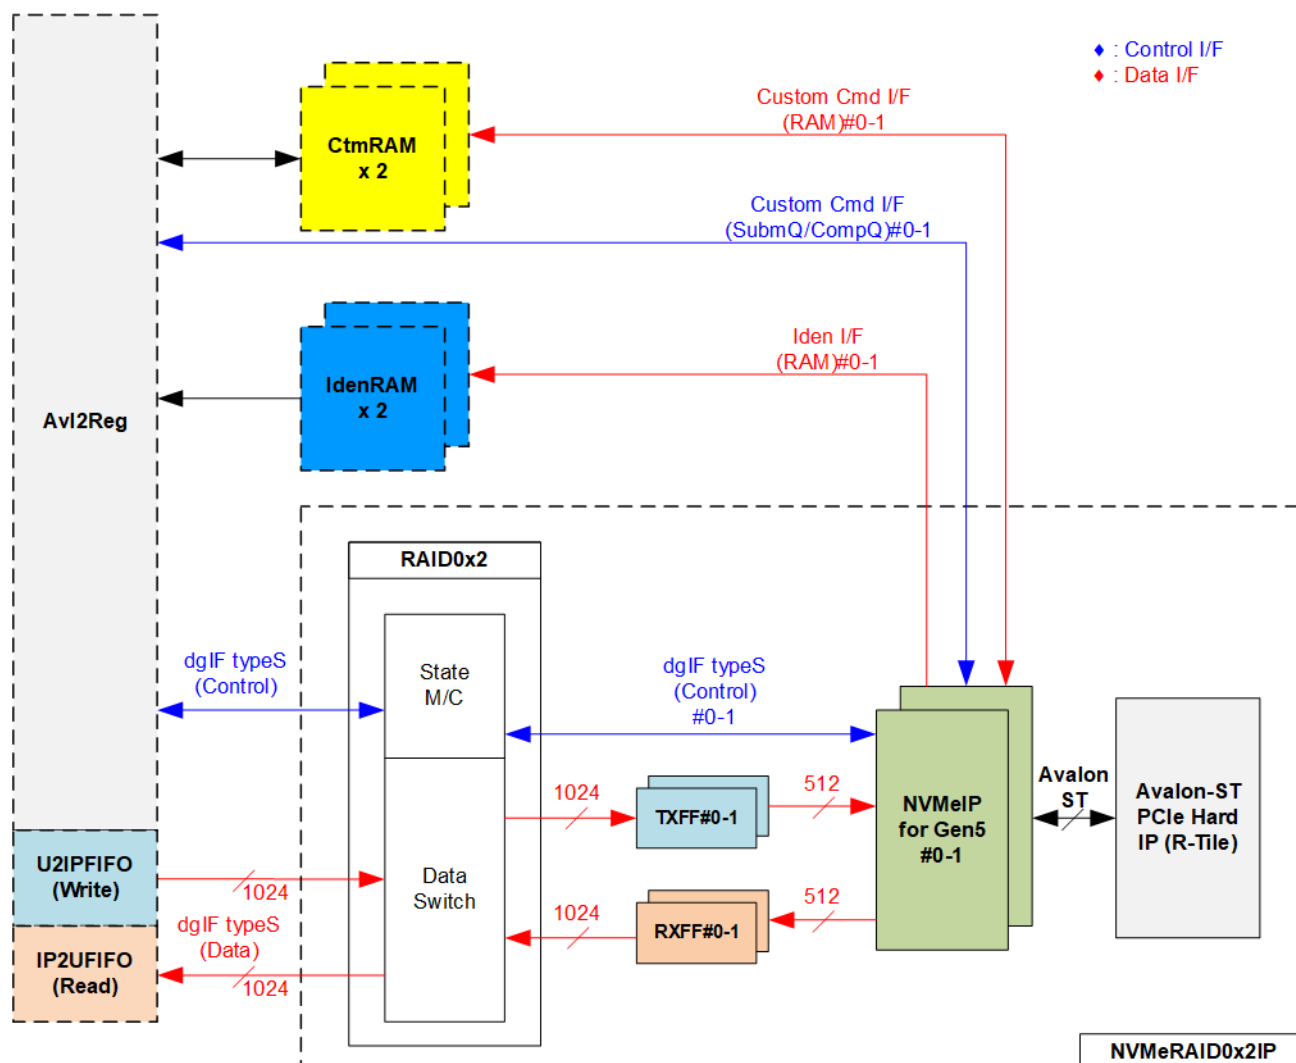 ♦ : Control I/F
♦ : Data I/F
Custom Cmd I/F
(RAM)#0-1
CtmRAM
x 2
Custom Cmd I/F
(SubmQ/CompQ)#0-1
Iden I/F
(RAM)#0-1
IdenRAM
x 2
Avl2Reg
RAID0x2
State
M/C
dgIF typeS
(Control)
dgIF typeS
(Control)
#0-1
1024
TXFF#0-1
512
NVMeIP
for Gen5
#0-1
Avalon
ST
Avalon-ST
PCIe Hard
IP (R-Tile)
U2IPFIFO
(Write)
1024
Data
Switch
1024
RXFF#0-1
512
dgIF typeS
(Data)
1024
IP2UFIFO
(Read)
NVMeRAID0x2IP